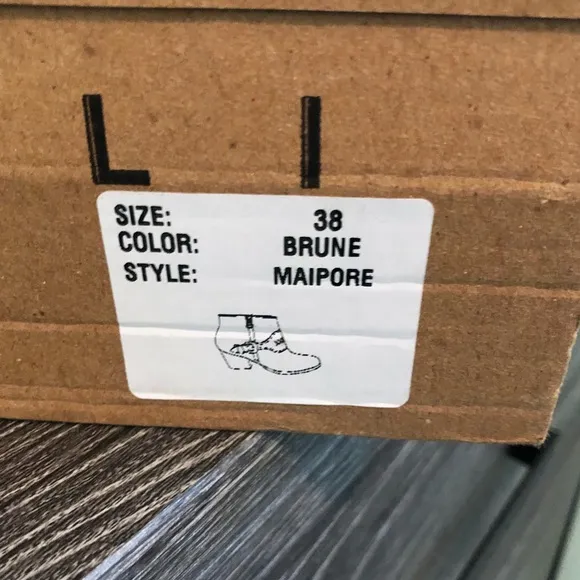 L I
SIZE: 38
COLOR: BRUNE
STYLE: MAIPORE